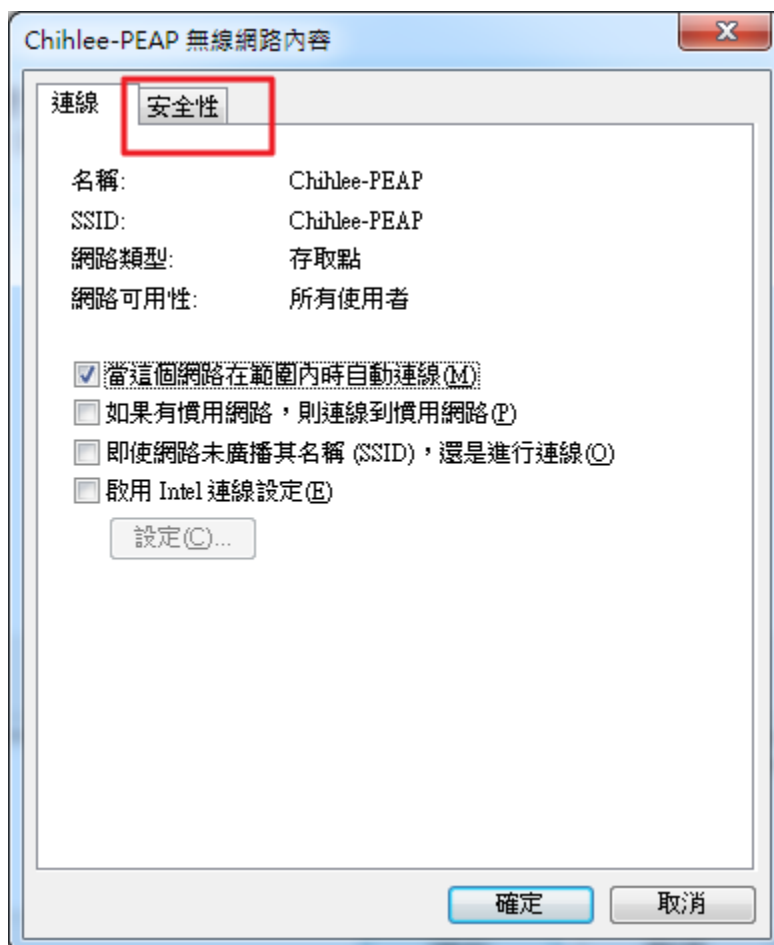 Chihlee-PEAP 無線網路內容
連線 安全性
名稱: Chihlee-PEAP
SSID: Chihlee-PEAP
網路類型: 存取點
網路可用性: 所有使用者
當這個網路在範圍內時自動連線(M)
如果有慣用網路，則連線到慣用網路(P)
即使網路未廣播其名稱 (SSID)，還是進行連線(O)
啟用 Intel 連線設定(E)
設定(C)...
確定 取消